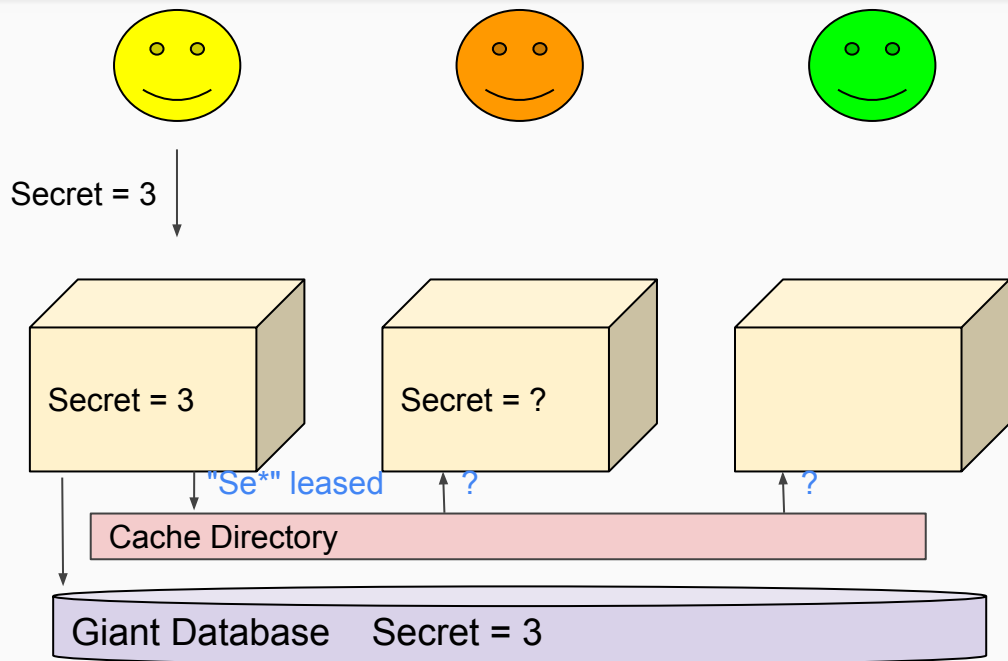 Secret = 3
Secret = 3
Secret = ?
"Se*" leased
?
?
Cache Directory
Giant Database Secret = 3